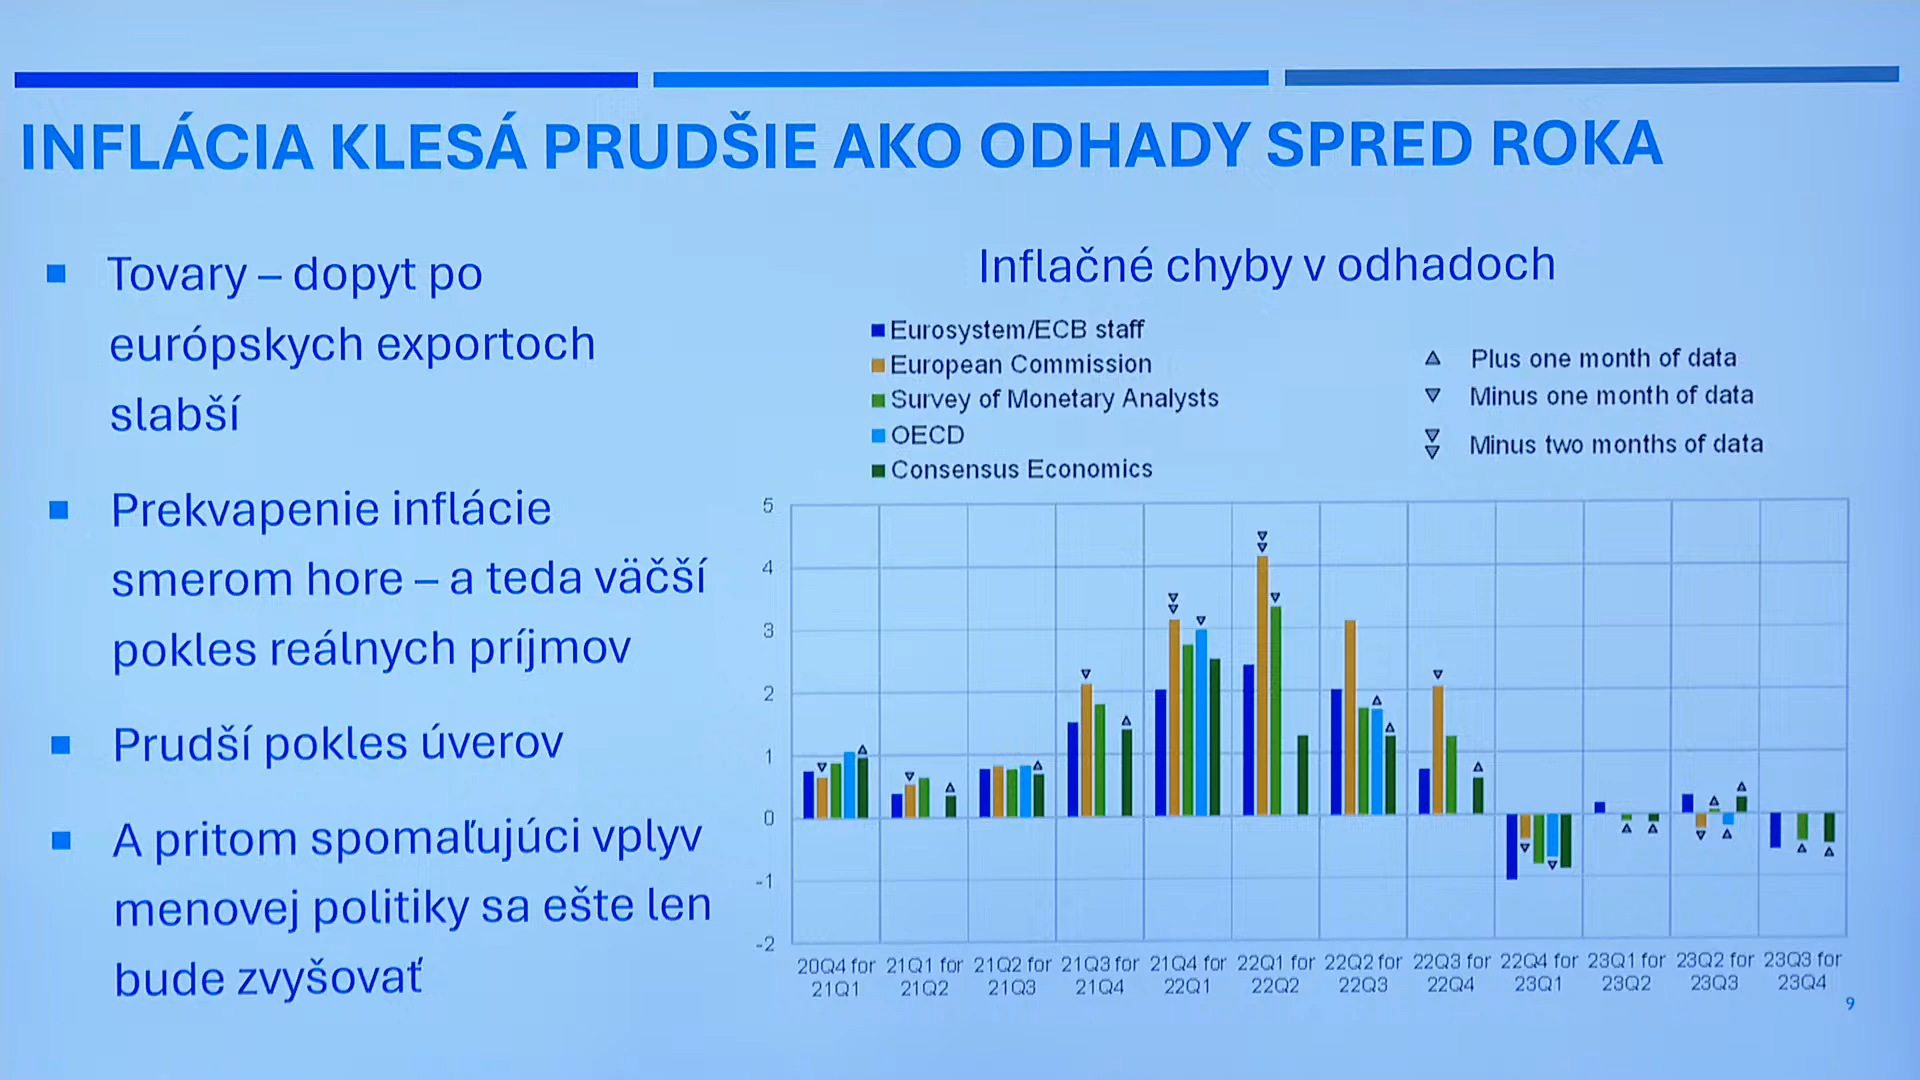 INFLÁCIA KLESÁ PRUDŠIE AKO ODHADY SPRED ROKA
Tovary – dopyt po
európskych exportoch
slabší
Prekvapenie inflácie
smerom hore – a teda väčší
pokles reálnych príjmov
Prudší pokles úverov
A pritom spomaľujúci vplyv
menovej politiky sa ešte len
bude zvyšovať
Inflačné chyby v odhadoch
Eurosystem/ECB staff
European Commission
Survey of Monetary Analysts
OECD
Consensus Economics
Plus one month of data
Minus one month of data
Minus two months of data
5
4
3
2
1
0
-1
-2
20Q4 for 21Q1 for 21Q2 for 21Q3 for 21Q4 for 22Q1 for 22Q2 for 22Q3 for 22Q4 for 23Q1 for 23Q2 for 23Q3 for
21Q1 21Q2 21Q3 21Q4 22Q1 22Q2 22Q3 22Q4 23Q1 23Q2 23Q3 23Q4
9